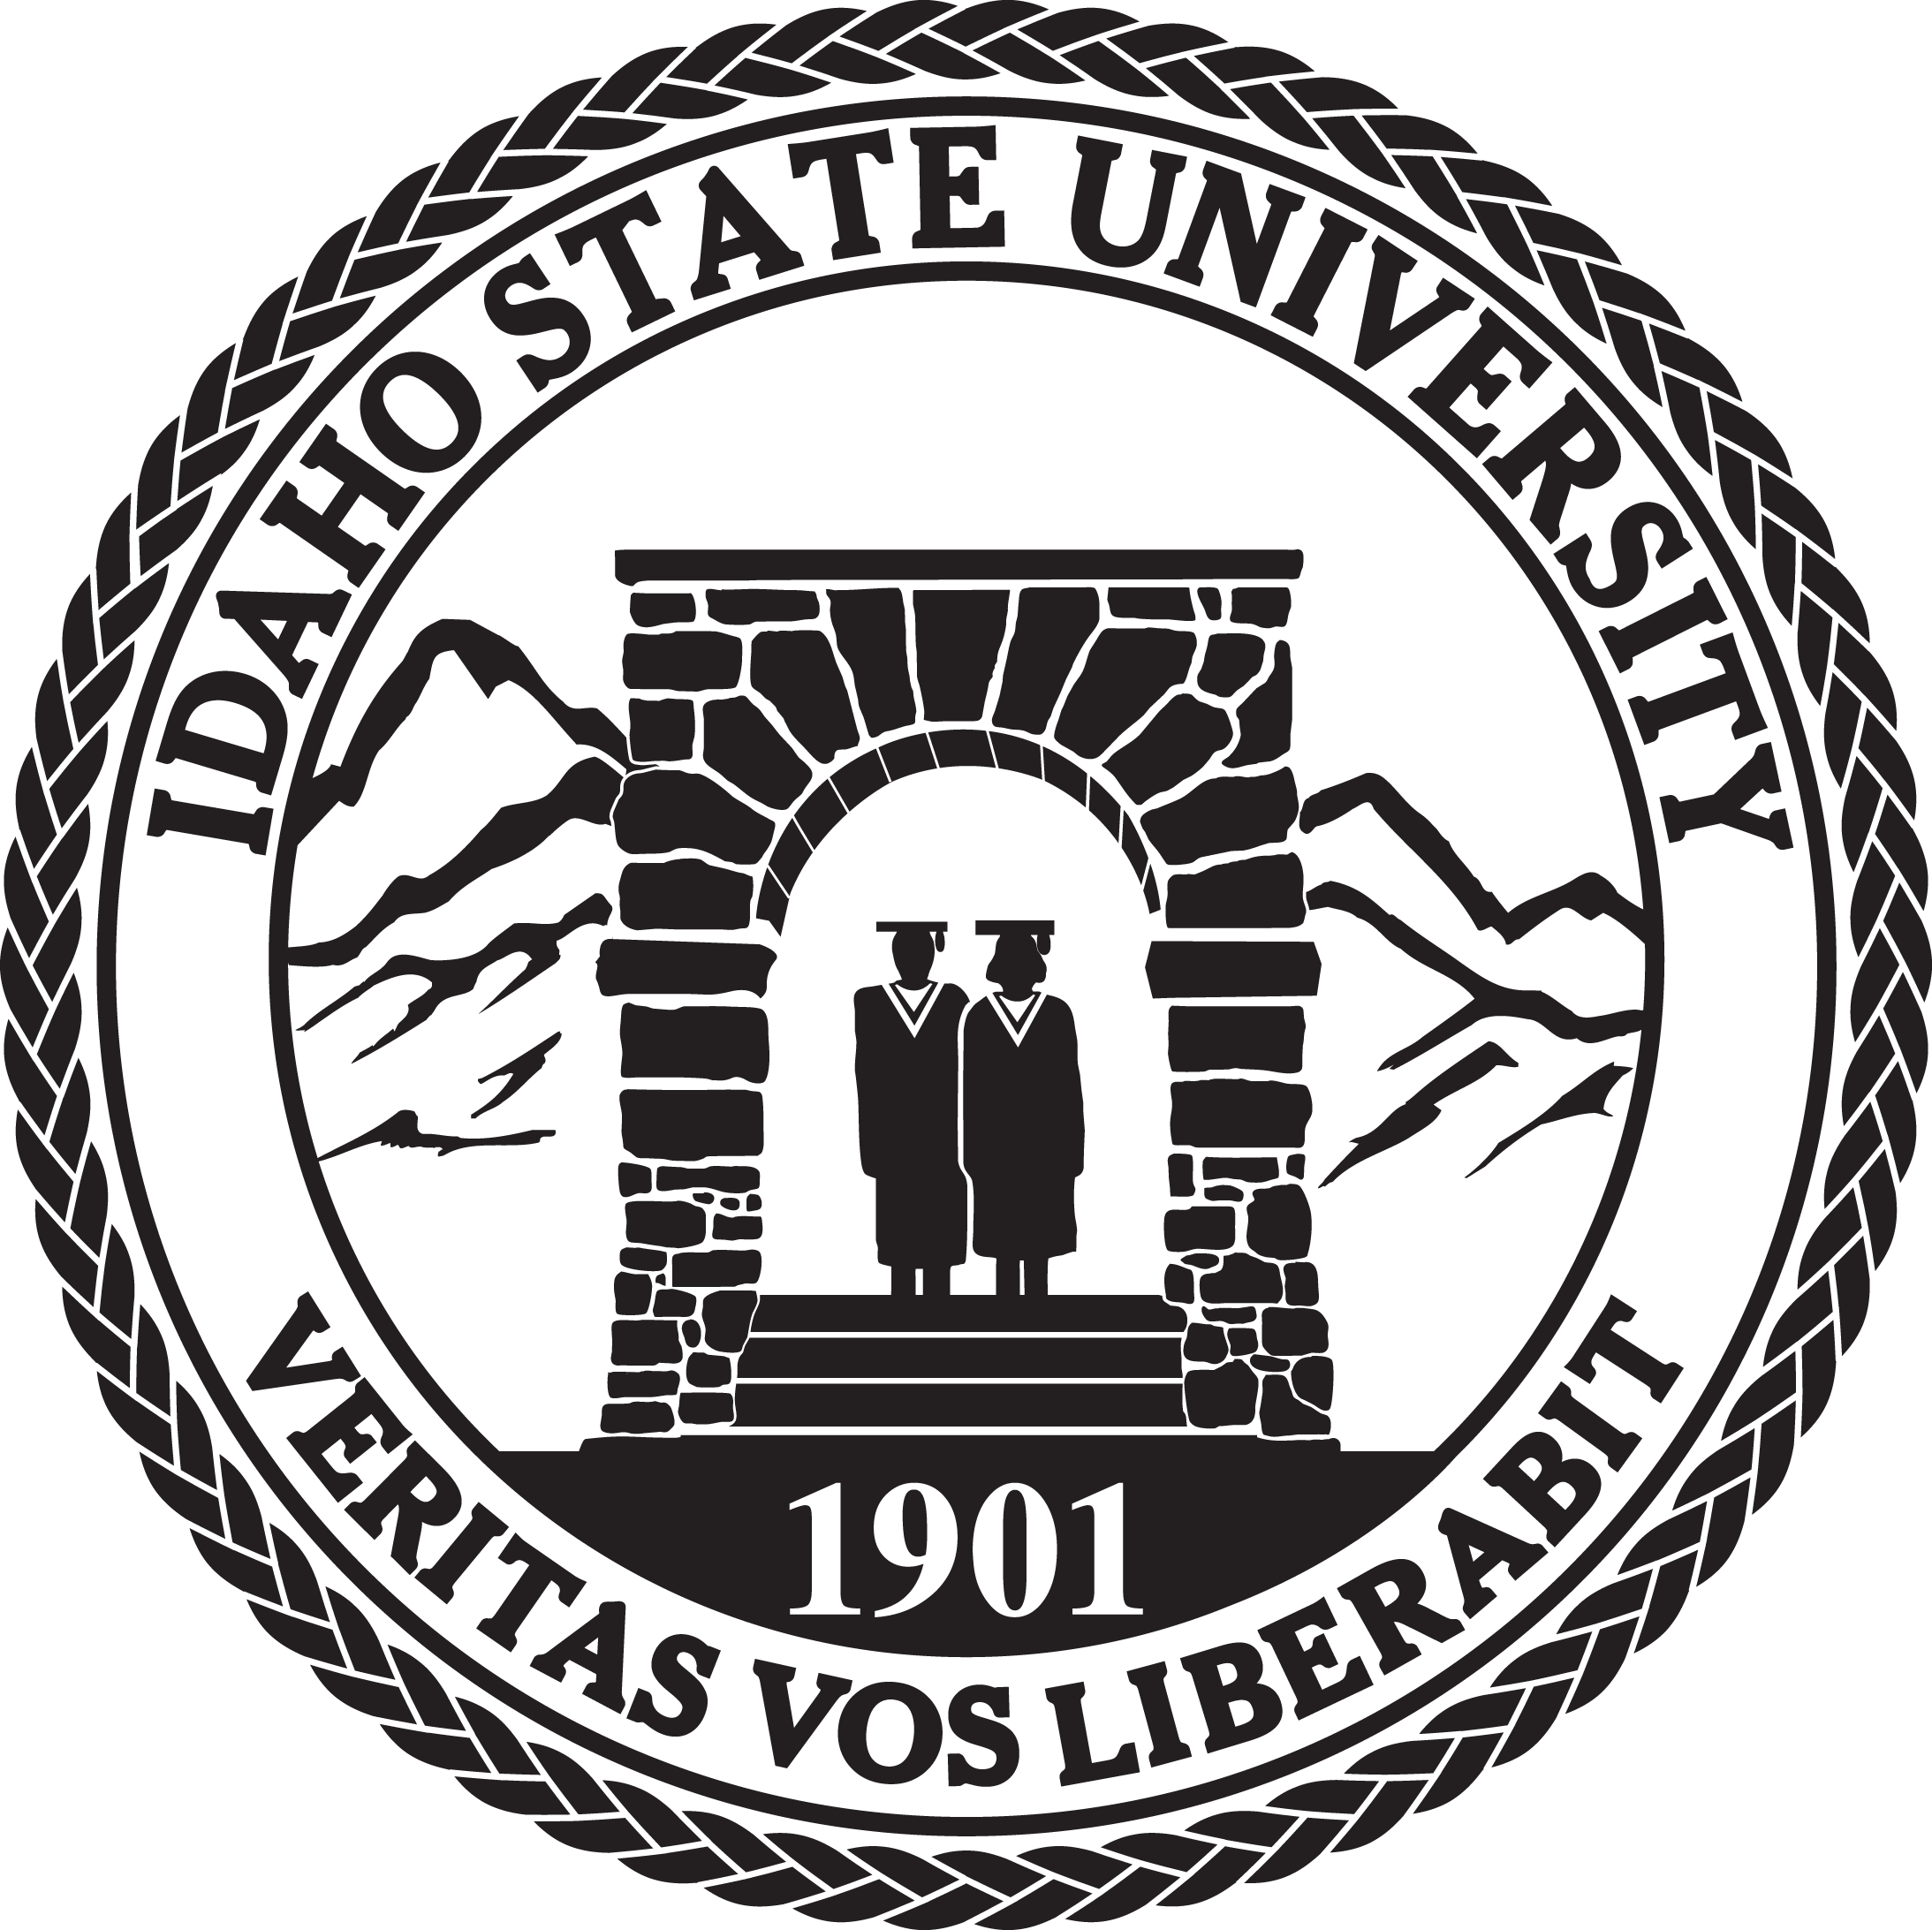 IDAHO STATE UNIVERSITY
1901
VERITAS VOS LIBERABIT